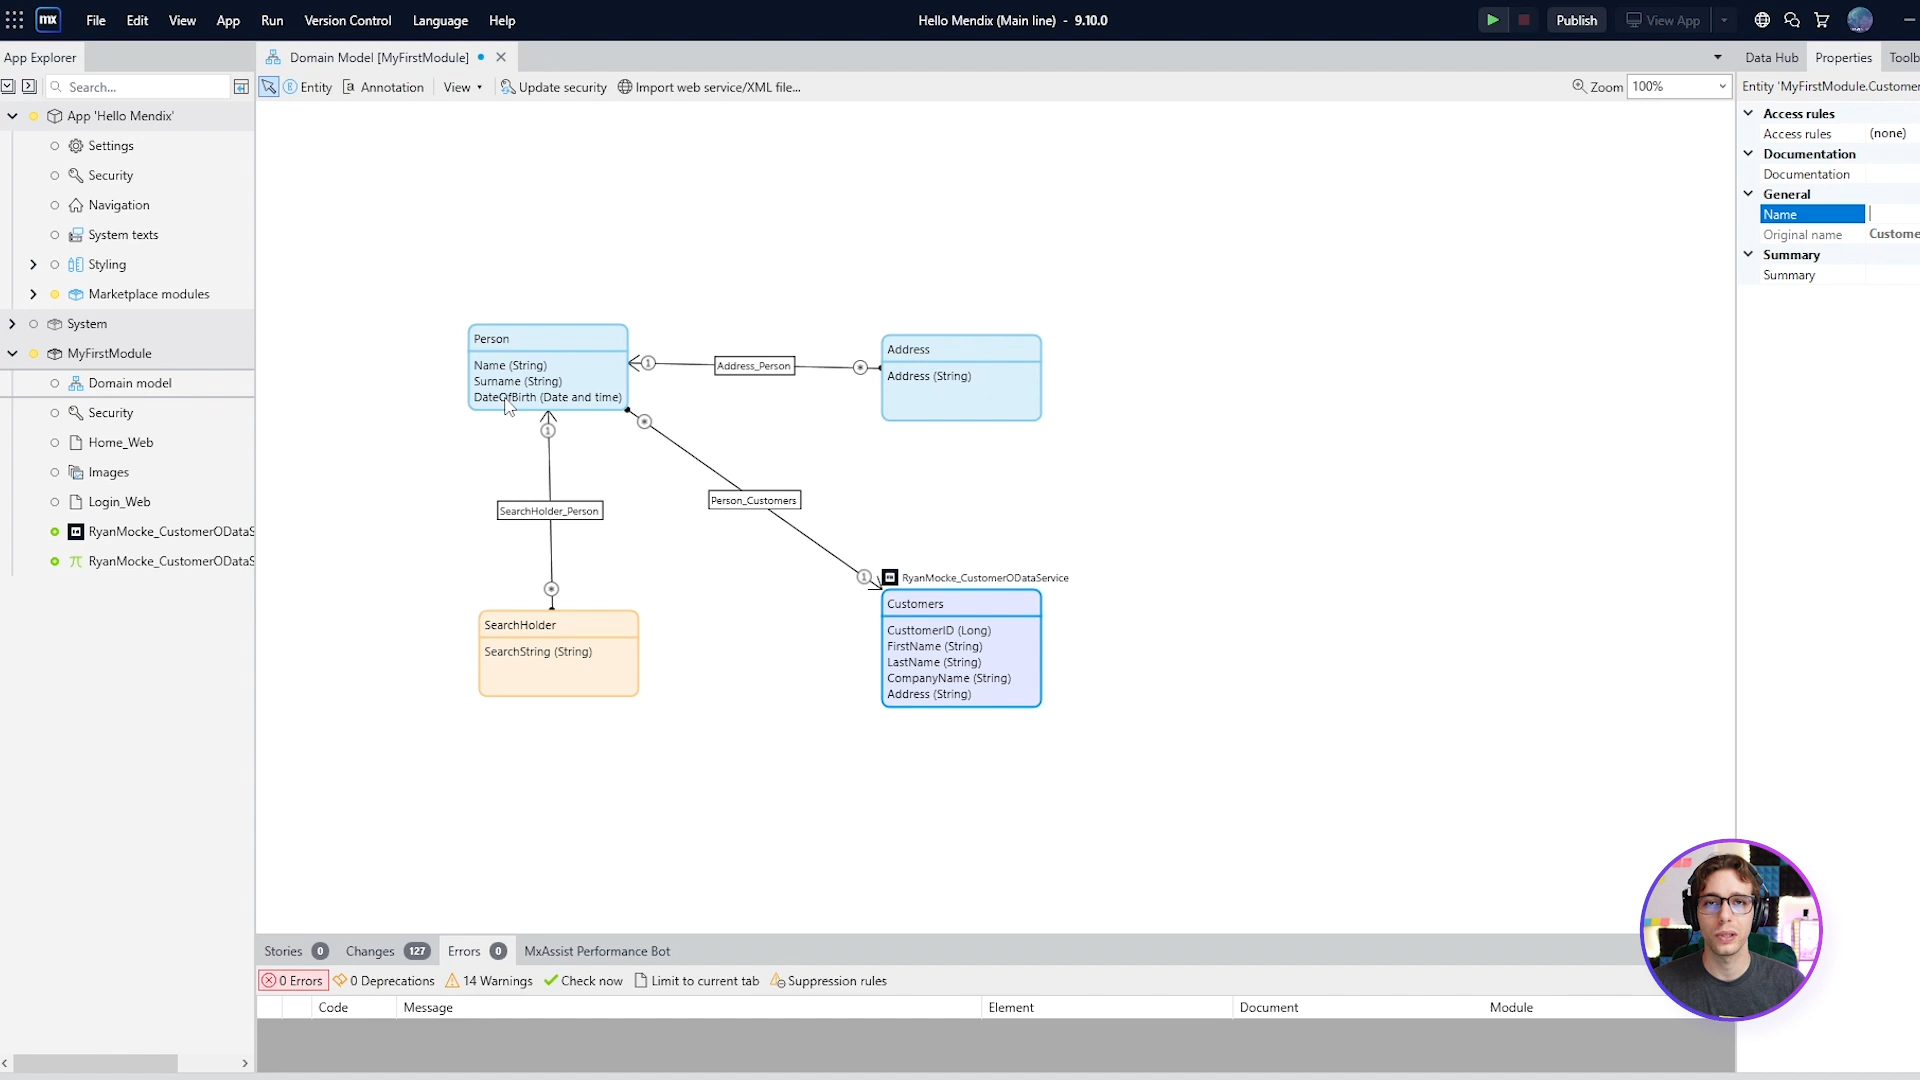 mx File Edit View App Run Version Control Language Help Hello Mendix (Main line) - 9.10.0 Publish View App
App Explorer
Domain Model [MyFirstModule]
Data Hub Properties Toolb
Search...
Entity Annotation View Update security Import web service/XML file... Zoom 100%
Entity 'MyFirstModule.Customer
App 'Hello Mendix'
Settings
Security
Navigation
System texts
Styling
Marketplace modules
System
MyFirstModule
Domain model
Security
Home_Web
Images
Login_Web
RyanMocke_CustomerODataS
RyanMocke_CustomerODataS
Person
Name (String)
Surname (String)
DateOfBirth (Date and time)
1 Address_Person *
Address
Address (String)
1
*
SearchHolder_Person
*
Person_Customers
1
SearchHolder
SearchString (String)
RyanMocke_CustomerODataService
Customers
CusttomerID (Long)
FirstName (String)
LastName (String)
CompanyName (String)
Address (String)
Access rules
Access rules (none)
Documentation
Documentation
General
Name
Original name Custome
Summary
Summary
Stories 0 Changes 127 Errors 0 MxAssist Performance Bot
0 Errors 0 Deprecations 14 Warnings Check now Limit to current tab Suppression rules
Code Message Element Document Module